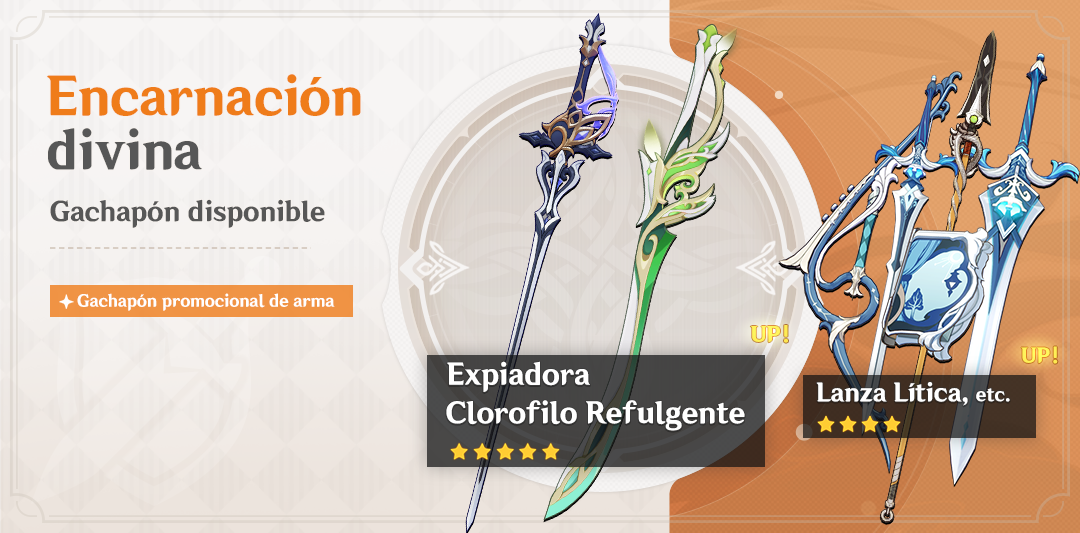 Encarnación
divina
Gachapón disponible
Gachapón promocional de arma
UP!
Expiadora
Clorofilo Refulgente
UP!
Lanza Lítica, etc.